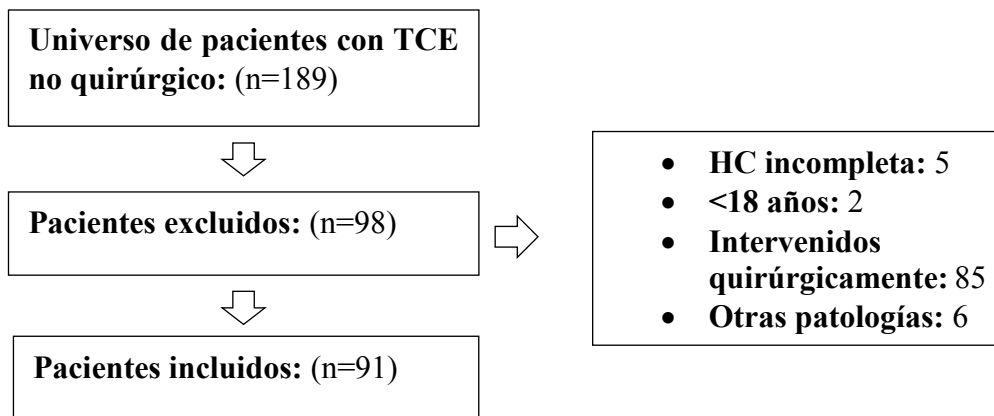 Universo de pacientes con TCE
no quirúrgico: (n=189)
Pacientes excluidos: (n=98)
• HC incompleta: 5
• <18 años: 2
• Intervenidos
quirúrgicamente: 85
• Otras patologías: 6
Pacientes incluidos: (n=91)